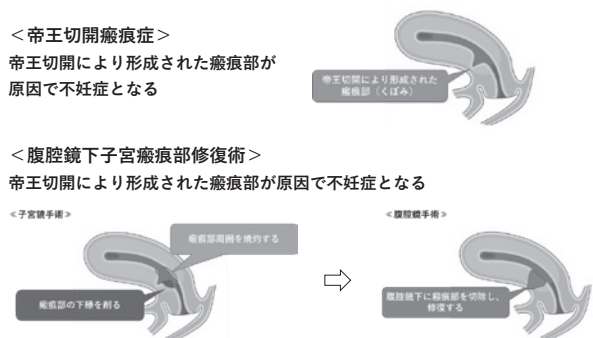 ＜帝王切開瘢痕症＞
帝王切開により形成された瘢痕部が
原因で不妊症となる
帝王切開により形成された
瘢痕部（くぼみ）
＜腹腔鏡下子宮瘢痕部修復術＞
帝王切開により形成された瘢痕部が原因で不妊症となる
≪子宮鏡手術≫
≪腹腔鏡手術≫
瘢痕部周囲を焼灼する
瘢痕部の下縁を削る
腹腔鏡下に瘢痕部を切除し、
修復する